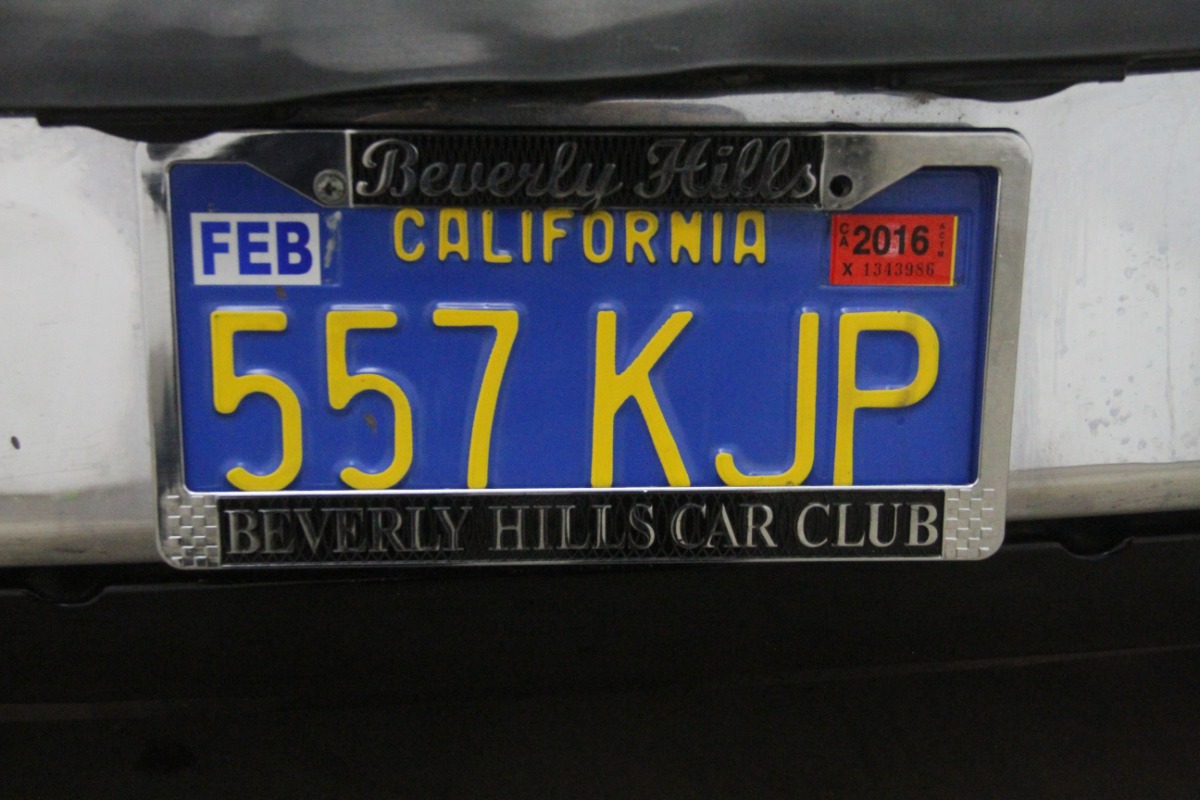 Beverly Hills
FEB
CALIFORNIA
CA 2016
X 1343986
557 KJP
BEVERLY HILLS CAR CLUB